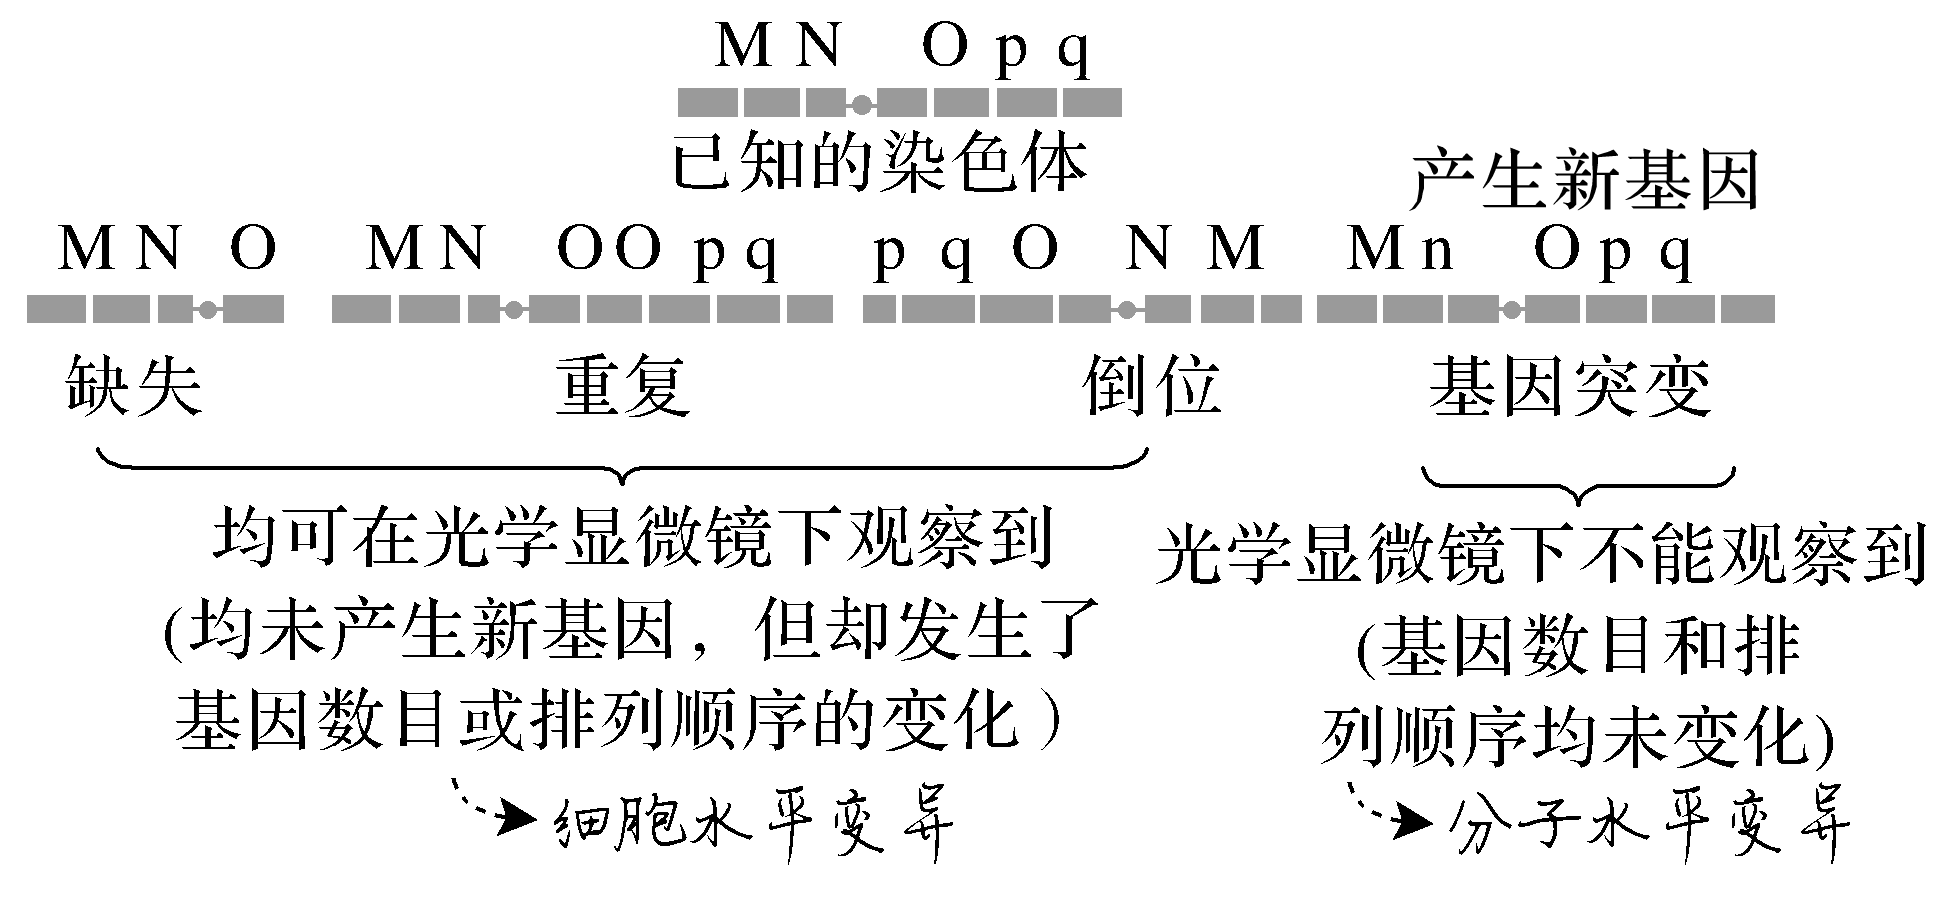 M N O p q
已知的染色体
产生新基因
M N O M N O O p q p q O N M M n O p q
缺失 重复 倒位 基因突变
均可在光学显微镜下观察到
(均未产生新基因，但却发生了
基因数目或排列顺序的变化）
细胞水平变异
光学显微镜下不能观察到
(基因数目和排
列顺序均未变化)
分子水平变异